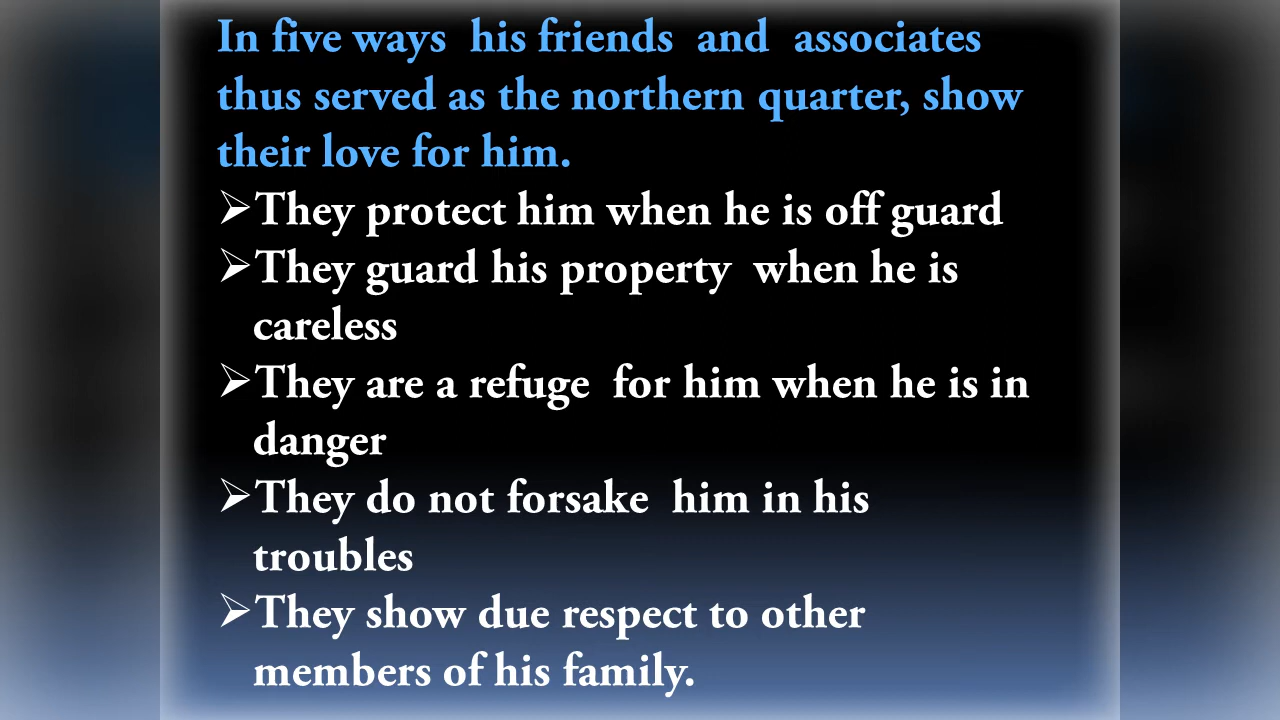 In five ways his friends and associates
thus served as the northern quarter, show
their love for him.
➢They protect him when he is off guard
➢They guard his property when he is
careless
➢They are a refuge for him when he is in
danger
➢They do not forsake him in his
troubles
➢They show due respect to other
members of his family.